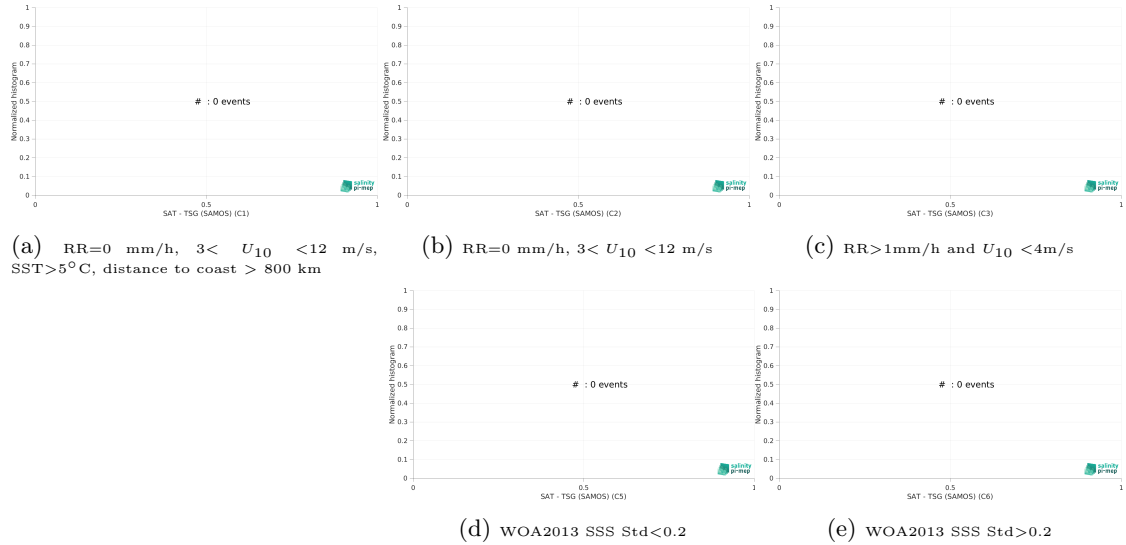 1
0.9
0.8
0.7
0.6
0.5
0.4
0.3
0.2
0.1
0
Normalized histogram
# : 0 events
salinity
pi-mep
0 0.5 1
SAT - TSG (SAMOS) (C1)
(a) RR=0 mm/h, 3< U10 <12 m/s,
SST>5°C, distance to coast > 800 km
1
0.9
0.8
0.7
0.6
0.5
0.4
0.3
0.2
0.1
0
Normalized histogram
# : 0 events
salinity
pi-mep
0 0.5 1
SAT - TSG (SAMOS) (C2)
(b) RR=0 mm/h, 3< U10 <12 m/s
1
0.9
0.8
0.7
0.6
0.5
0.4
0.3
0.2
0.1
0
Normalized histogram
# : 0 events
salinity
pi-mep
0 0.5 1
SAT - TSG (SAMOS) (C3)
(c) RR>1mm/h and U10 <4m/s
1
0.9
0.8
0.7
0.6
0.5
0.4
0.3
0.2
0.1
0
Normalized histogram
# : 0 events
salinity
pi-mep
0 0.5 1
SAT - TSG (SAMOS) (C5)
(d) WOA2013 SSS Std<0.2
1
0.9
0.8
0.7
0.6
0.5
0.4
0.3
0.2
0.1
0
Normalized histogram
# : 0 events
salinity
pi-mep
0 0.5 1
SAT - TSG (SAMOS) (C6)
(e) WOA2013 SSS Std>0.2